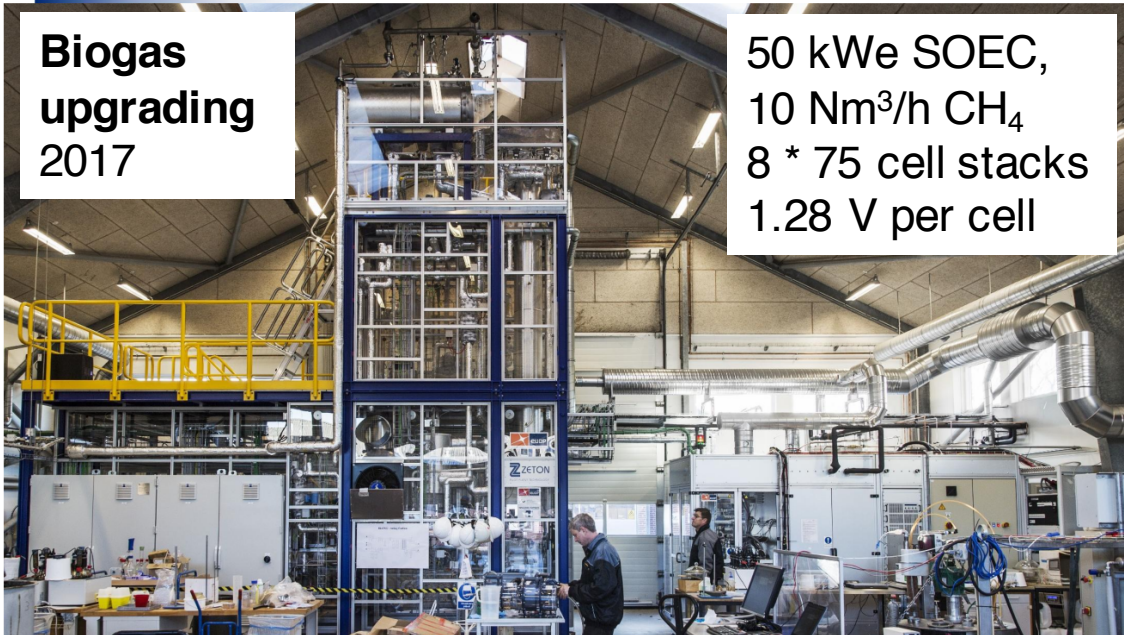 Biogas
upgrading
2017
50 kWe SOEC,
10 Nm³/h CH₄
8 * 75 cell stacks
1.28 V per cell
ZETON